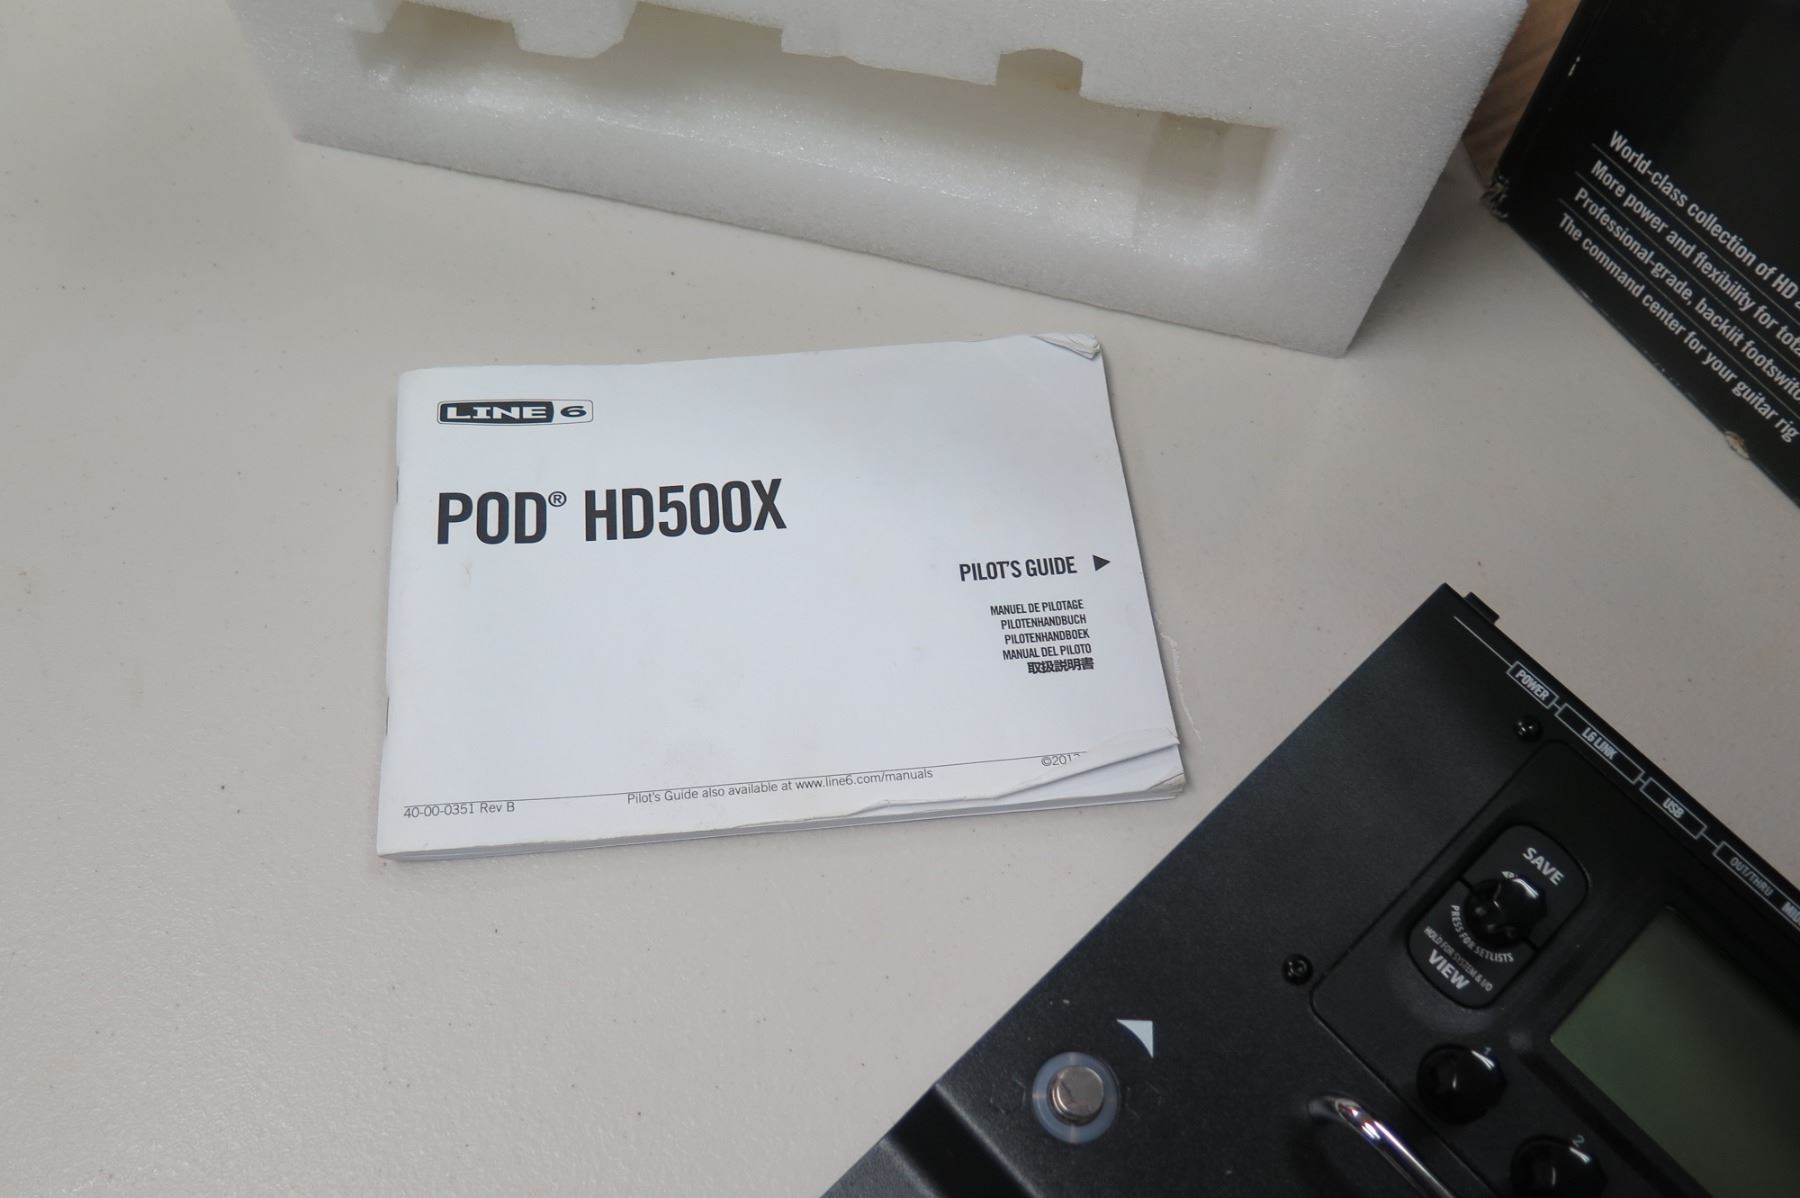 LINE 6
POD® HD500X
PILOT'S GUIDE ▶
MANUEL DE PILOTAGE
PILOTENHANDBUCH
PILOTENHANDBOEK
MANUAL DEL PILOTO
取扱説明書
40-00-0351 Rev B
Pilot's Guide also available at www.line6.com/manuals
World-class collection of HD
More power and flexibility for
Professional-grade, backlit
The command center for your guitar rig
POWER
L6 LINK
USB
OUT/THRU
SAVE
PRESS FOR SETLISTS
HOLD FOR SYSTEM & I/O
VIEW
1
2